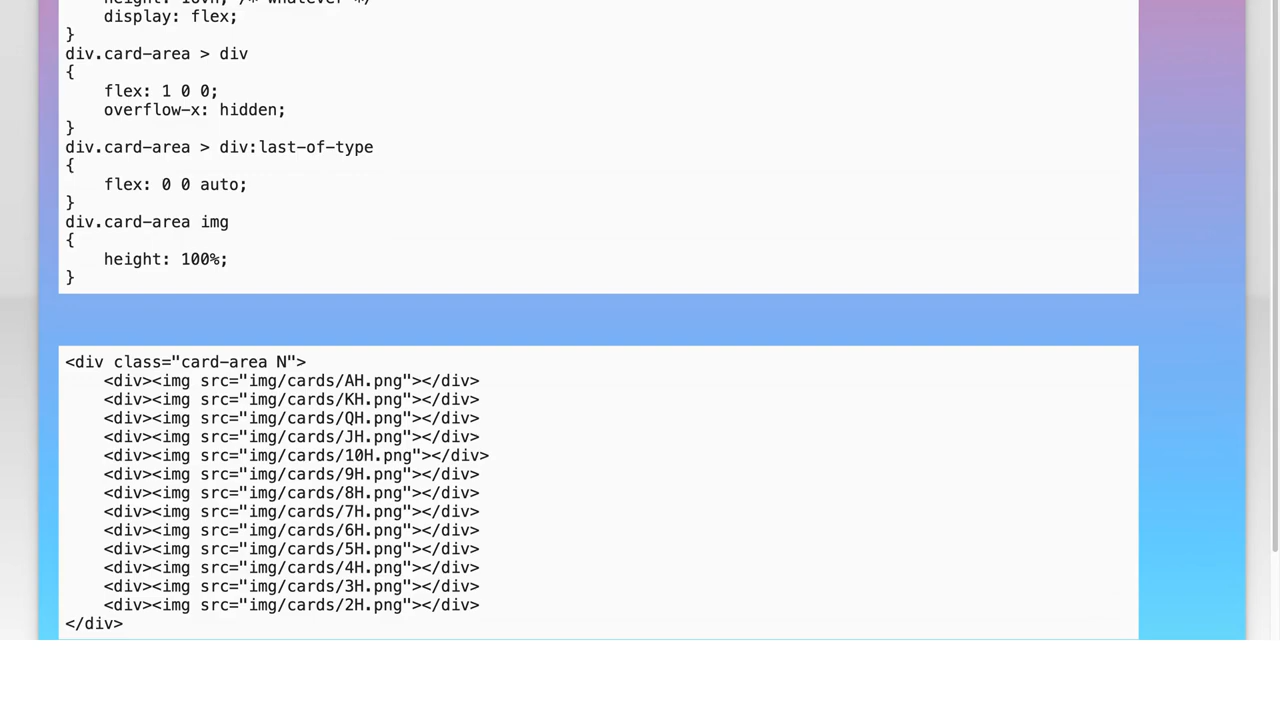 display: flex;
}
div.card-area > div
{
    flex: 1 0 0;
    overflow-x: hidden;
}
div.card-area > div:last-of-type
{
    flex: 0 0 auto;
}
div.card-area img
{
    height: 100%;
}
<div class="card-area N">
    <div><img src="img/cards/AH.png"></div>
    <div><img src="img/cards/KH.png"></div>
    <div><img src="img/cards/QH.png"></div>
    <div><img src="img/cards/JH.png"></div>
    <div><img src="img/cards/10H.png"></div>
    <div><img src="img/cards/9H.png"></div>
    <div><img src="img/cards/8H.png"></div>
    <div><img src="img/cards/7H.png"></div>
    <div><img src="img/cards/6H.png"></div>
    <div><img src="img/cards/5H.png"></div>
    <div><img src="img/cards/4H.png"></div>
    <div><img src="img/cards/3H.png"></div>
    <div><img src="img/cards/2H.png"></div>
</div>